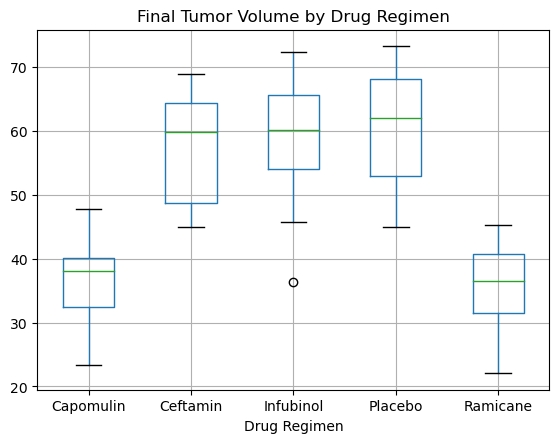 Final Tumor Volume by Drug Regimen
70
60
50
40
30
20
Capomulin Ceftamin Infubinol Placebo Ramicane
Drug Regimen